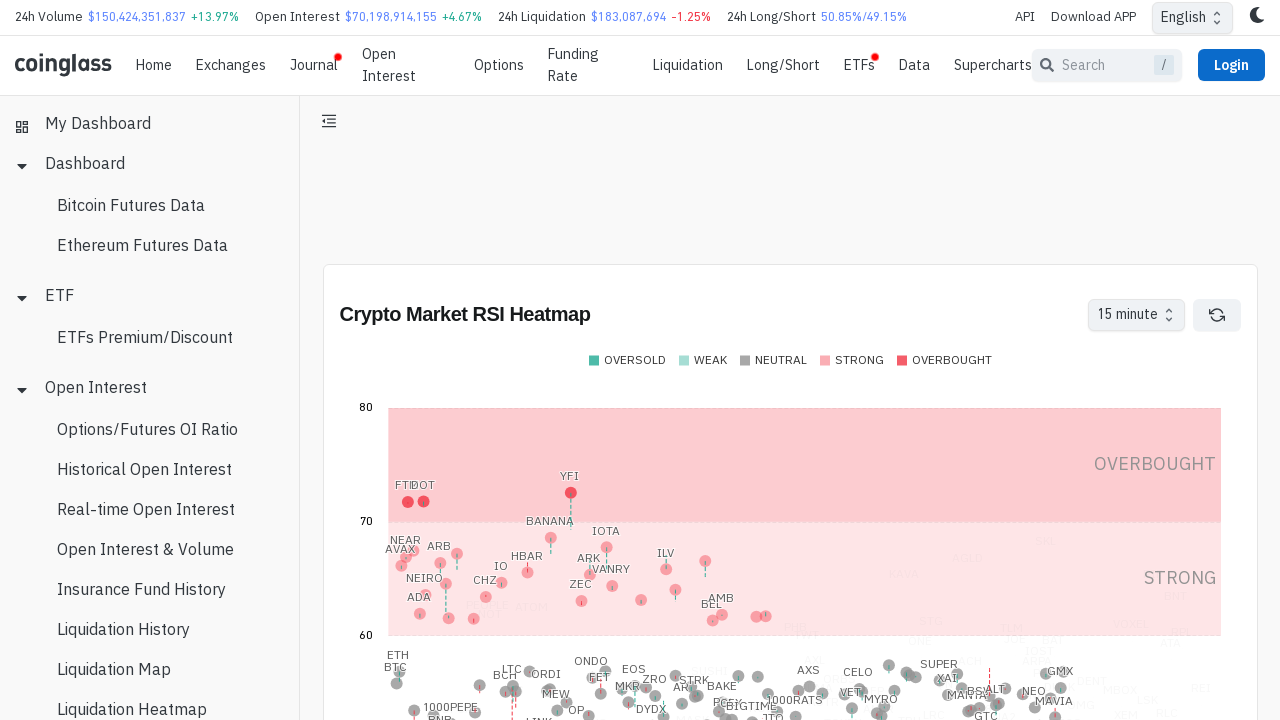 24h Volume $150,424,351,837 +13.97% Open Interest $70,198,914,155 +4.67% 24h Liquidation $183,087,694 -1.25% 24h Long/Short 50.85%/49.15% API Download APP English
coinglass Home Exchanges Journal Open Interest Options Funding Rate Liquidation Long/Short ETFs Data Supercharts Search / Login
My Dashboard
Dashboard
Bitcoin Futures Data
Ethereum Futures Data
ETF
ETFs Premium/Discount
Open Interest
Options/Futures OI Ratio
Historical Open Interest
Real-time Open Interest
Open Interest & Volume
Insurance Fund History
Liquidation History
Liquidation Map
Liquidation Heatmap
Crypto Market RSI Heatmap 15 minute
OVERSOLD WEAK NEUTRAL STRONG OVERBOUGHT
80
OVERBOUGHT
YFI
DOT
70
BANANA
IOTA
NEAR
AVAX
ARB
ILV
HBAR
ARK
IO
VANRY
NEIRO
CHZ
ZEC
STRONG
ADA
AMB
BEL
60
ETH
BTC
ONDO
LTC
BCH
ORDI
FET
EOS
ZRO
STRK
MKR
BAKE
AXS
CELO
SUPER
XAI
GMX
MEW
VET
MYRO
ALT
NEO
MAVIA
1000PEPE
OP
DYDX
BIGTIME
1000RATS
GTC
JTO